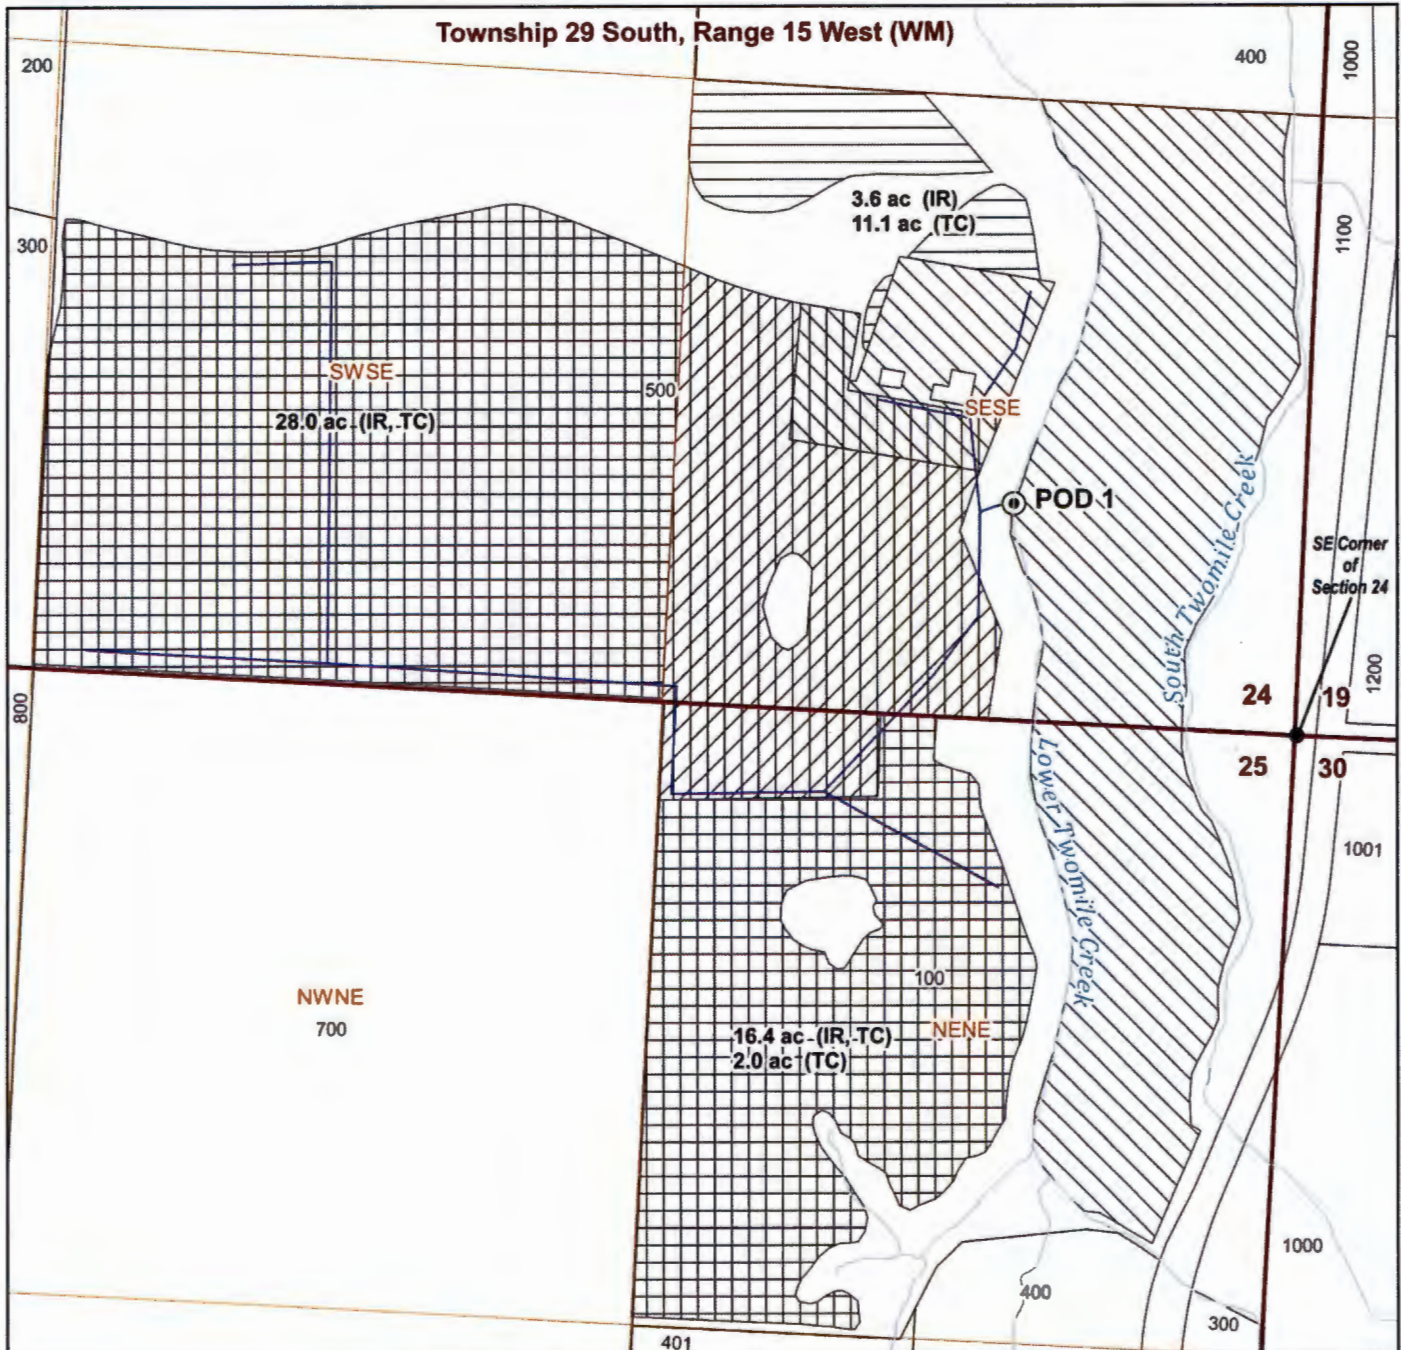 Township 29 South, Range 15 West (WM)
200
400
1000
3.6 ac (IR)
11.1 ac (TC)
300
1100
SWSE
500
SESE
28.0 ac (IR, TC)
POD 1
South Twomile Creek
SE Corner
of
Section 24
24
19
1200
800
25
30
Lower Twomile Creek
1001
100
NWNE
700
NENE
16.4 ac (IR, TC)
2.0 ac (TC)
1000
400
300
401